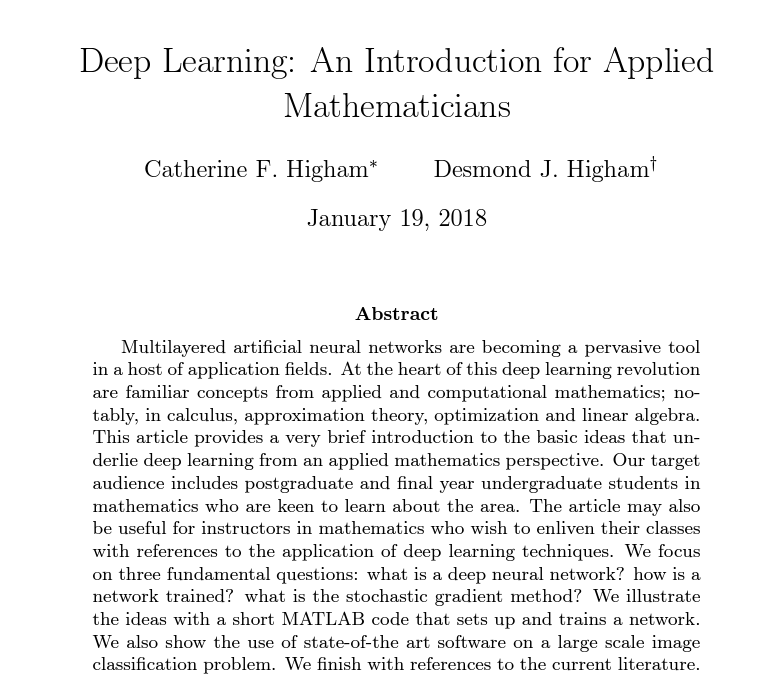 Deep Learning: An Introduction for Applied
Mathematicians
Catherine F. Higham* Desmond J. Higham†
January 19, 2018
Abstract
Multilayered artificial neural networks are becoming a pervasive tool
in a host of application fields. At the heart of this deep learning revolution
are familiar concepts from applied and computational mathematics; no-
tably, in calculus, approximation theory, optimization and linear algebra.
This article provides a very brief introduction to the basic ideas that un-
derlie deep learning from an applied mathematics perspective. Our target
audience includes postgraduate and final year undergraduate students in
mathematics who are keen to learn about the area. The article may also
be useful for instructors in mathematics who wish to enliven their classes
with references to the application of deep learning techniques. We focus
on three fundamental questions: what is a deep neural network? how is a
network trained? what is the stochastic gradient method? We illustrate
the ideas with a short MATLAB code that sets up and trains a network.
We also show the use of state-of-the art software on a large scale image
classification problem. We finish with references to the current literature.